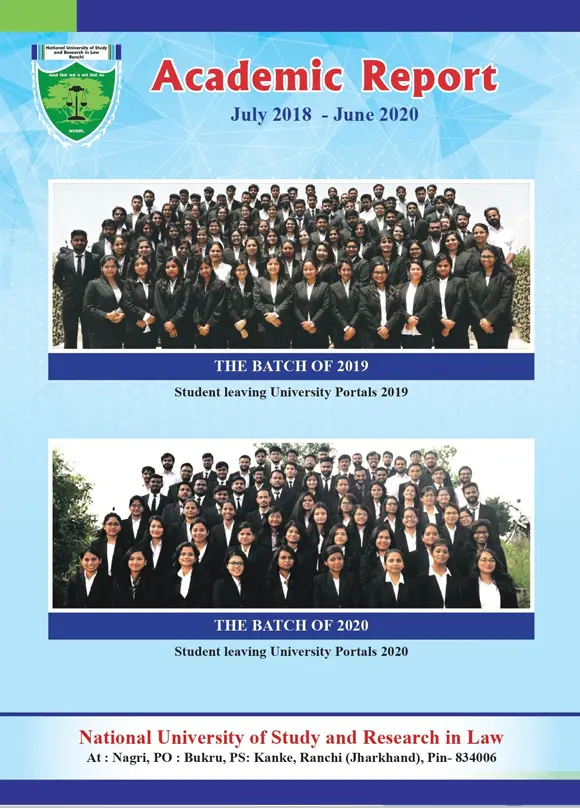 National University of Study
and Research in Law
Ranchi
NUSRL
Academic Report
July 2018 - June 2020
THE BATCH OF 2019
Student leaving University Portals 2019
THE BATCH OF 2020
Student leaving University Portals 2020
National University of Study and Research in Law
At : Nagri, PO : Bukru, PS: Kanke, Ranchi (Jharkhand), Pin- 834006